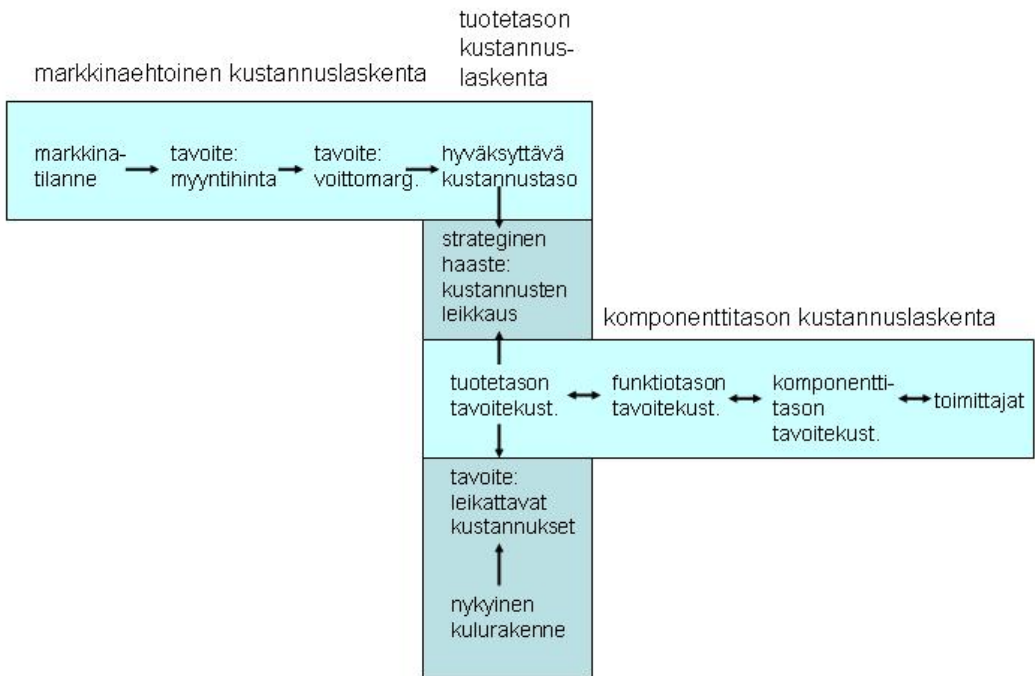 tuotetason
kustannus-
laskenta
markkinaehtoinen kustannuslaskenta
markkina-
tilanne
tavoite:
myyntihinta
tavoite:
voittomarg.
hyväksyttävä
kustannustaso
strateginen
haaste:
kustannusten
leikkaus
komponenttitason kustannuslaskenta
tuotetason
tavoitekust.
funktiotason
tavoitekust.
komponentti-
tason
tavoitekust.
toimittajat
tavoite:
leikattavat
kustannukset
nykyinen
kulurakenne